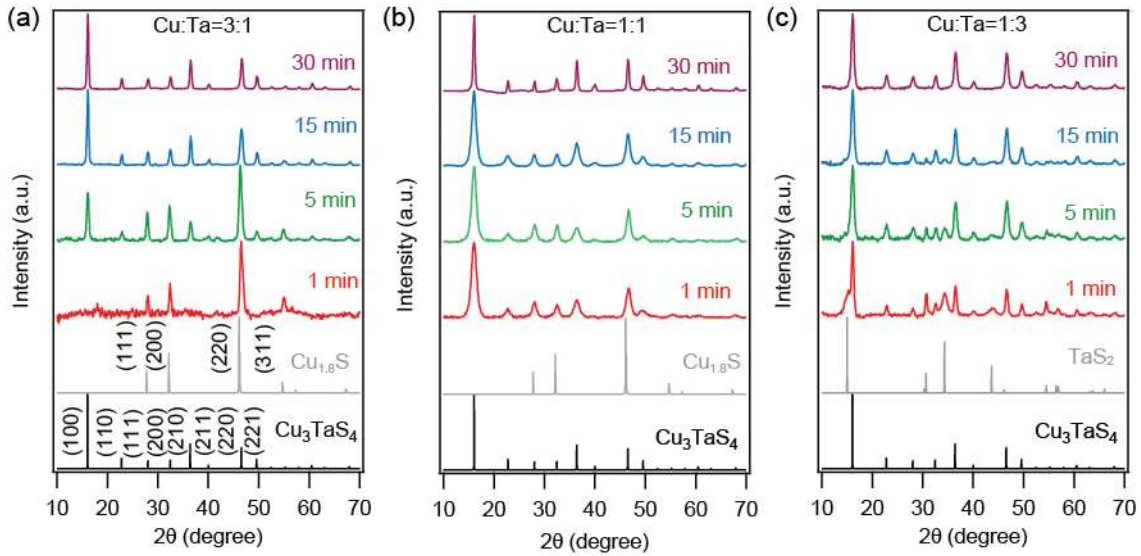 (a)
Cu:Ta=3:1
30 min
15 min
5 min
1 min
(111)
(200)
(220)
(311)
Cu₁.₈S
(100)
(110)
(111)
(200)
(210)
(211)
(220)
(221)
Cu₃TaS₄
Intensity (a.u.)
10 20 30 40 50 60 70
2θ (degree)
(b)
Cu:Ta=1:1
30 min
15 min
5 min
1 min
Cu₁.₈S
Cu₃TaS₄
Intensity (a.u.)
10 20 30 40 50 60 70
2θ (degree)
(c)
Cu:Ta=1:3
30 min
15 min
5 min
1 min
TaS₂
Cu₃TaS₄
Intensity (a.u.)
10 20 30 40 50 60 70
2θ (degree)